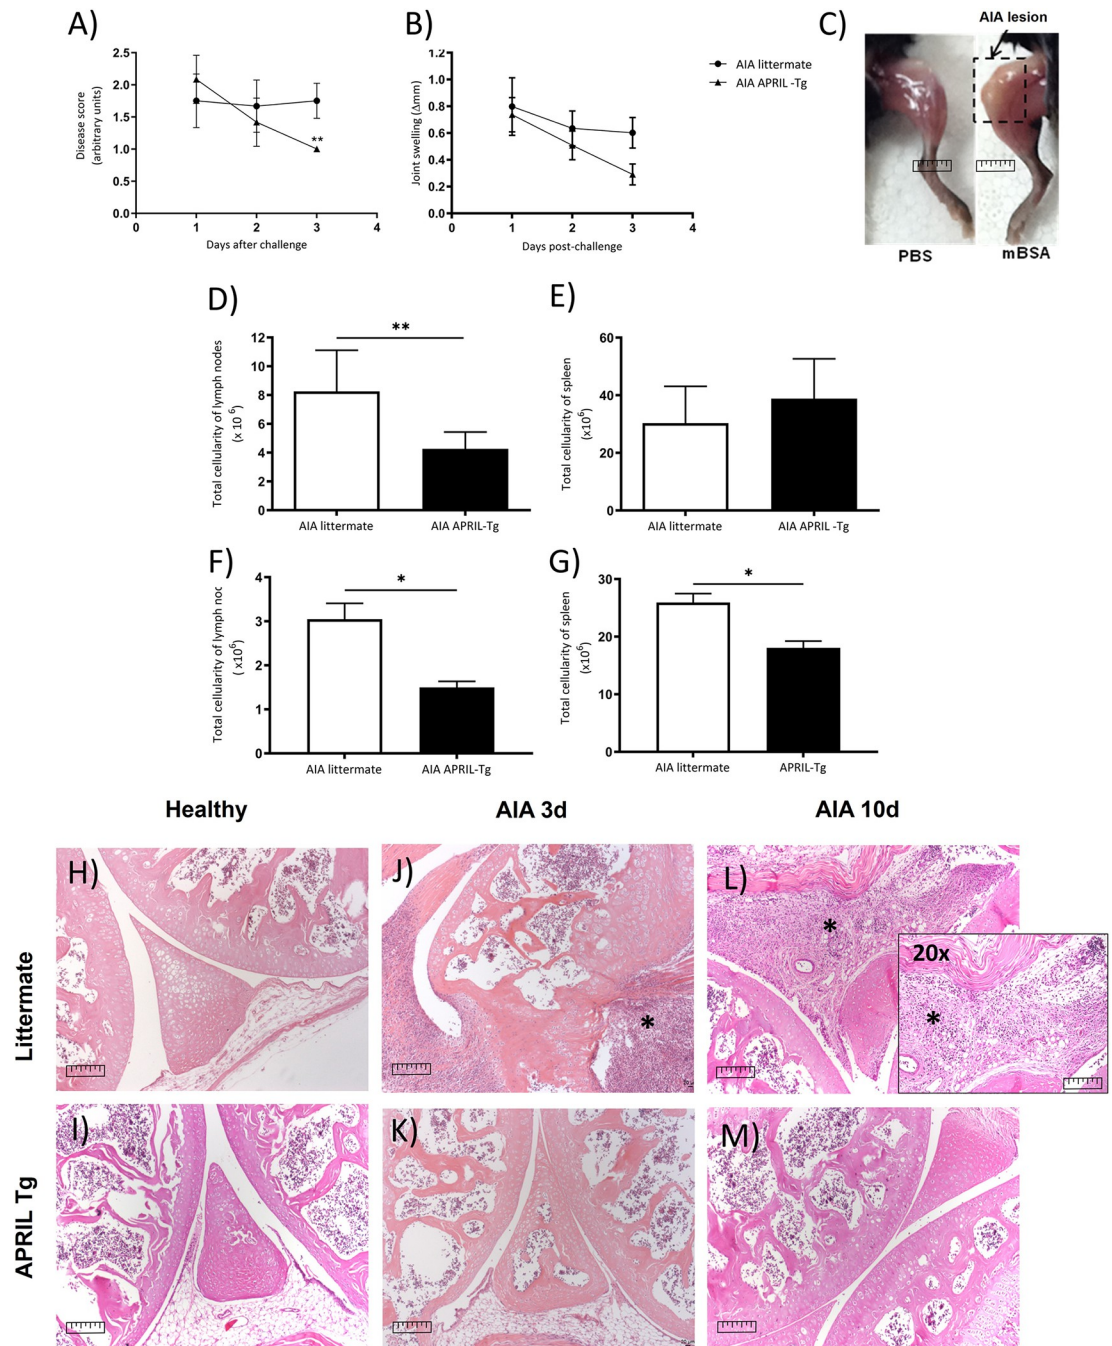 A)
2.5
2.0
1.5
1.0
0.5
0.0
Disease score
(arbitrary units)
**
0 1 2 3 4
Days after challenge
B)
1.2
1.0
0.8
0.6
0.4
0.2
0.0
Joint swelling (Δmm)
0 1 2 3 4
Days post-challenge
AIA littermate
AIA APRIL -Tg
C)
AIA lesion
PBS
mBSA
D)
**
12
10
8
6
4
2
0
Total cellularity of lymph nodes
(x 10 6)
AIA littermate AIA APRIL-Tg
E)
60
40
20
0
Total cellularity of spleen
(x10⁶)
AIA littermate AIA APRIL -Tg
F)
*
4
3
2
1
0
Total cellularity of lymph noc
( x10⁶)
AIA littermate AIA APRIL-Tg
G)
*
30
20
10
0
Total cellularity of spleen
(x10⁶)
AIA littermate APRIL-Tg
Healthy AIA 3d AIA 10d
Littermate
H)
J)
*
L)
*
20x
*
APRIL Tg
I)
K)
M)